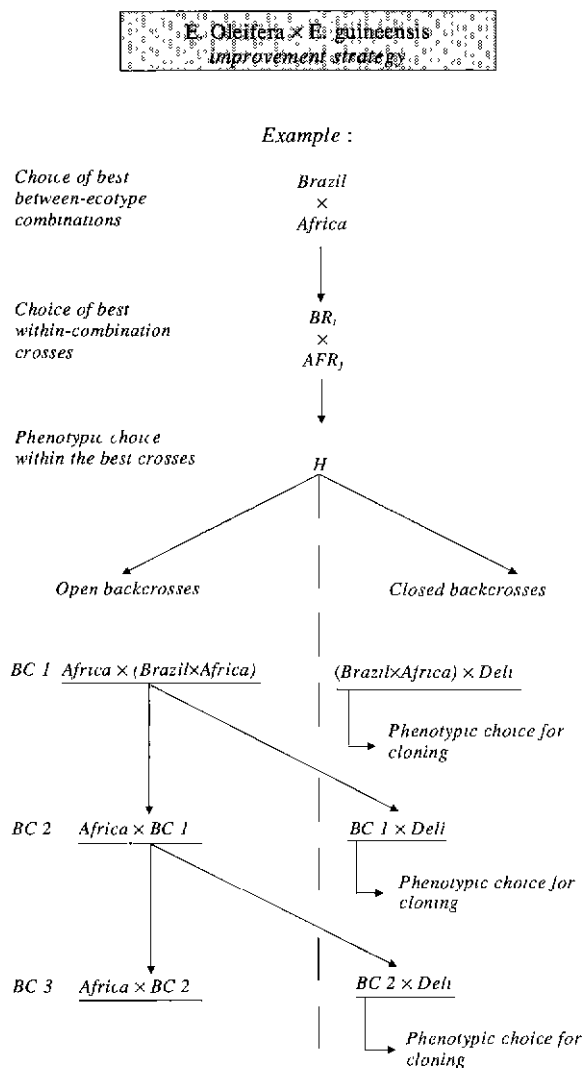 E. Oleifera × E. guineensis
improvement strategy
Example :
Choice of best
between-ecotype
combinations
Brazil
×
Africa
Choice of best
within-combination
crosses
BRᵢ
×
AFRⱼ
Phenotypic choice
within the best crosses
H
Open backcrosses
Closed backcrosses
BC 1 Africa × (Brazil×Africa)
(Brazil×Africa) × Deli
Phenotypic choice for
cloning
BC 2 Africa × BC 1
BC 1 × Deli
Phenotypic choice for
cloning
BC 3 Africa × BC 2
BC 2 × Deli
Phenotypic choice for
cloning